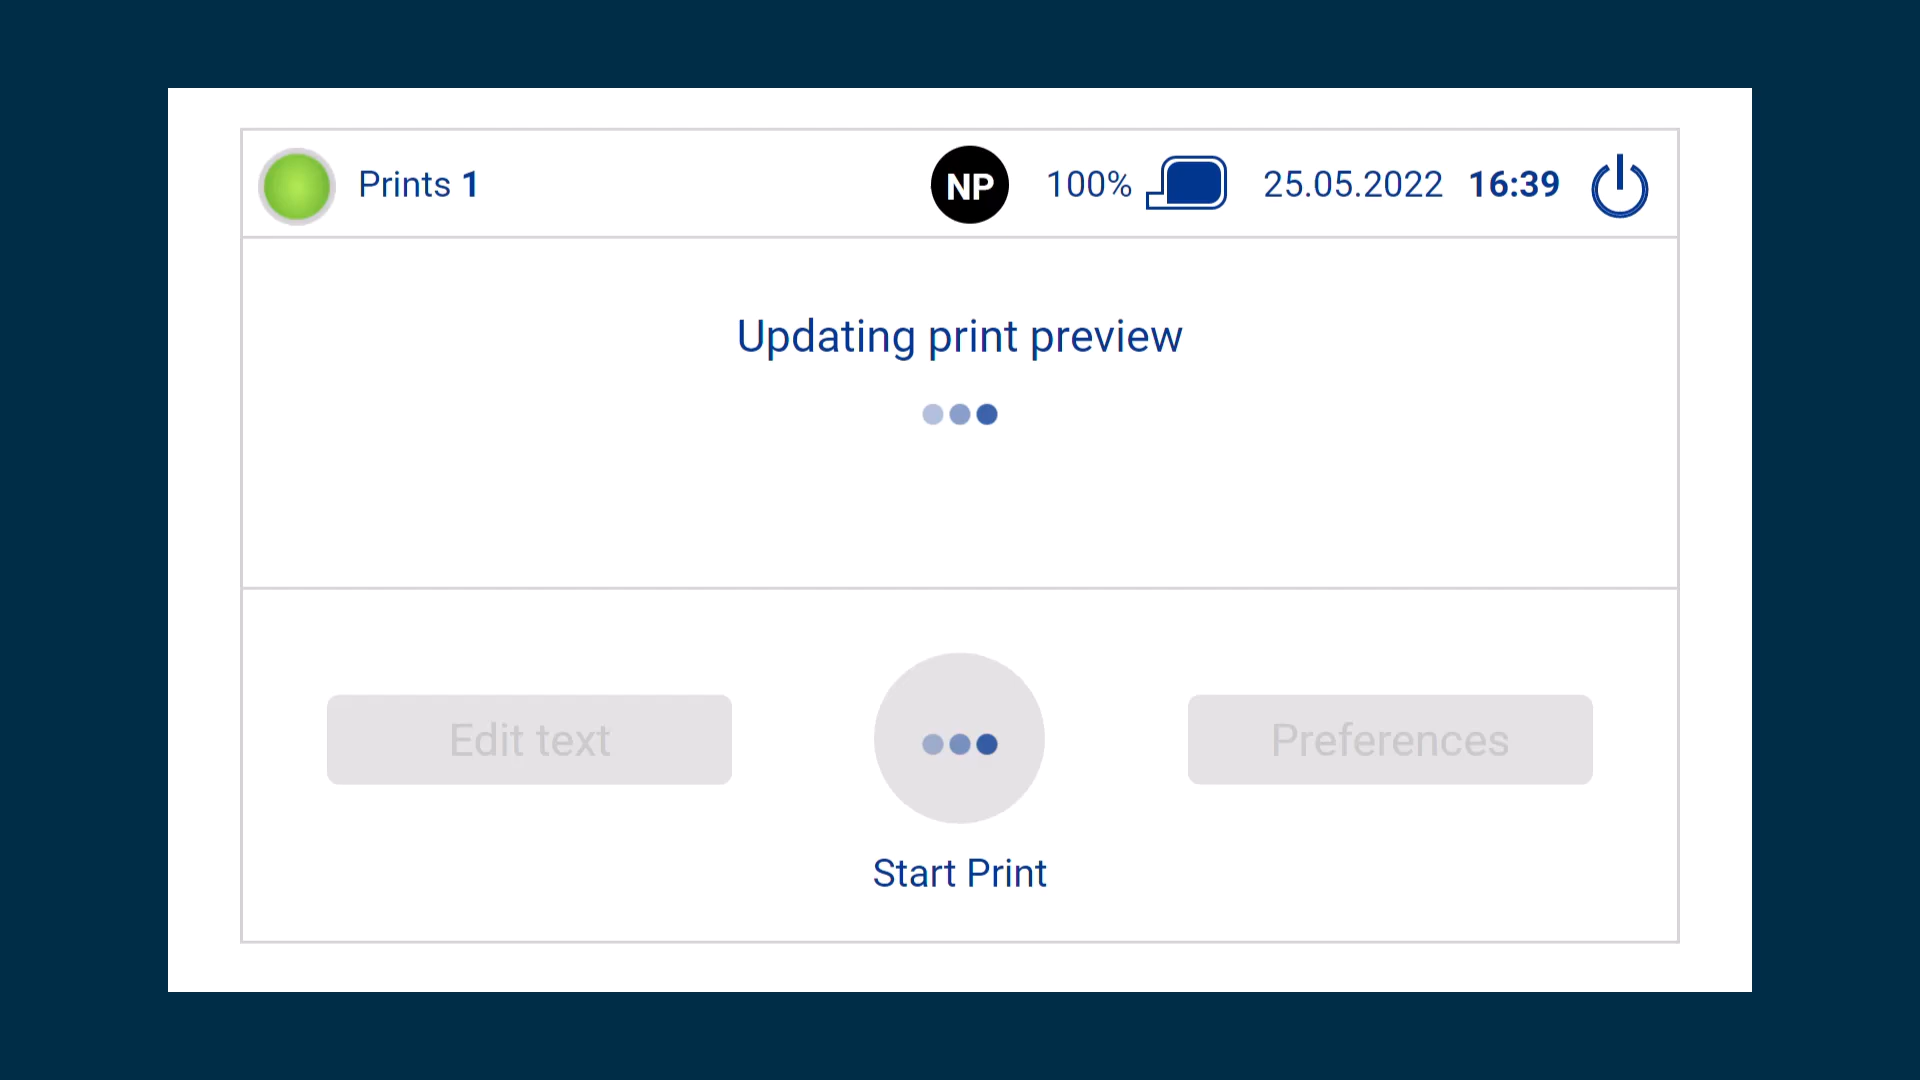 Prints 1
NP
100%
25.05.2022 16:39
Updating print preview
Edit text
Preferences
Start Print